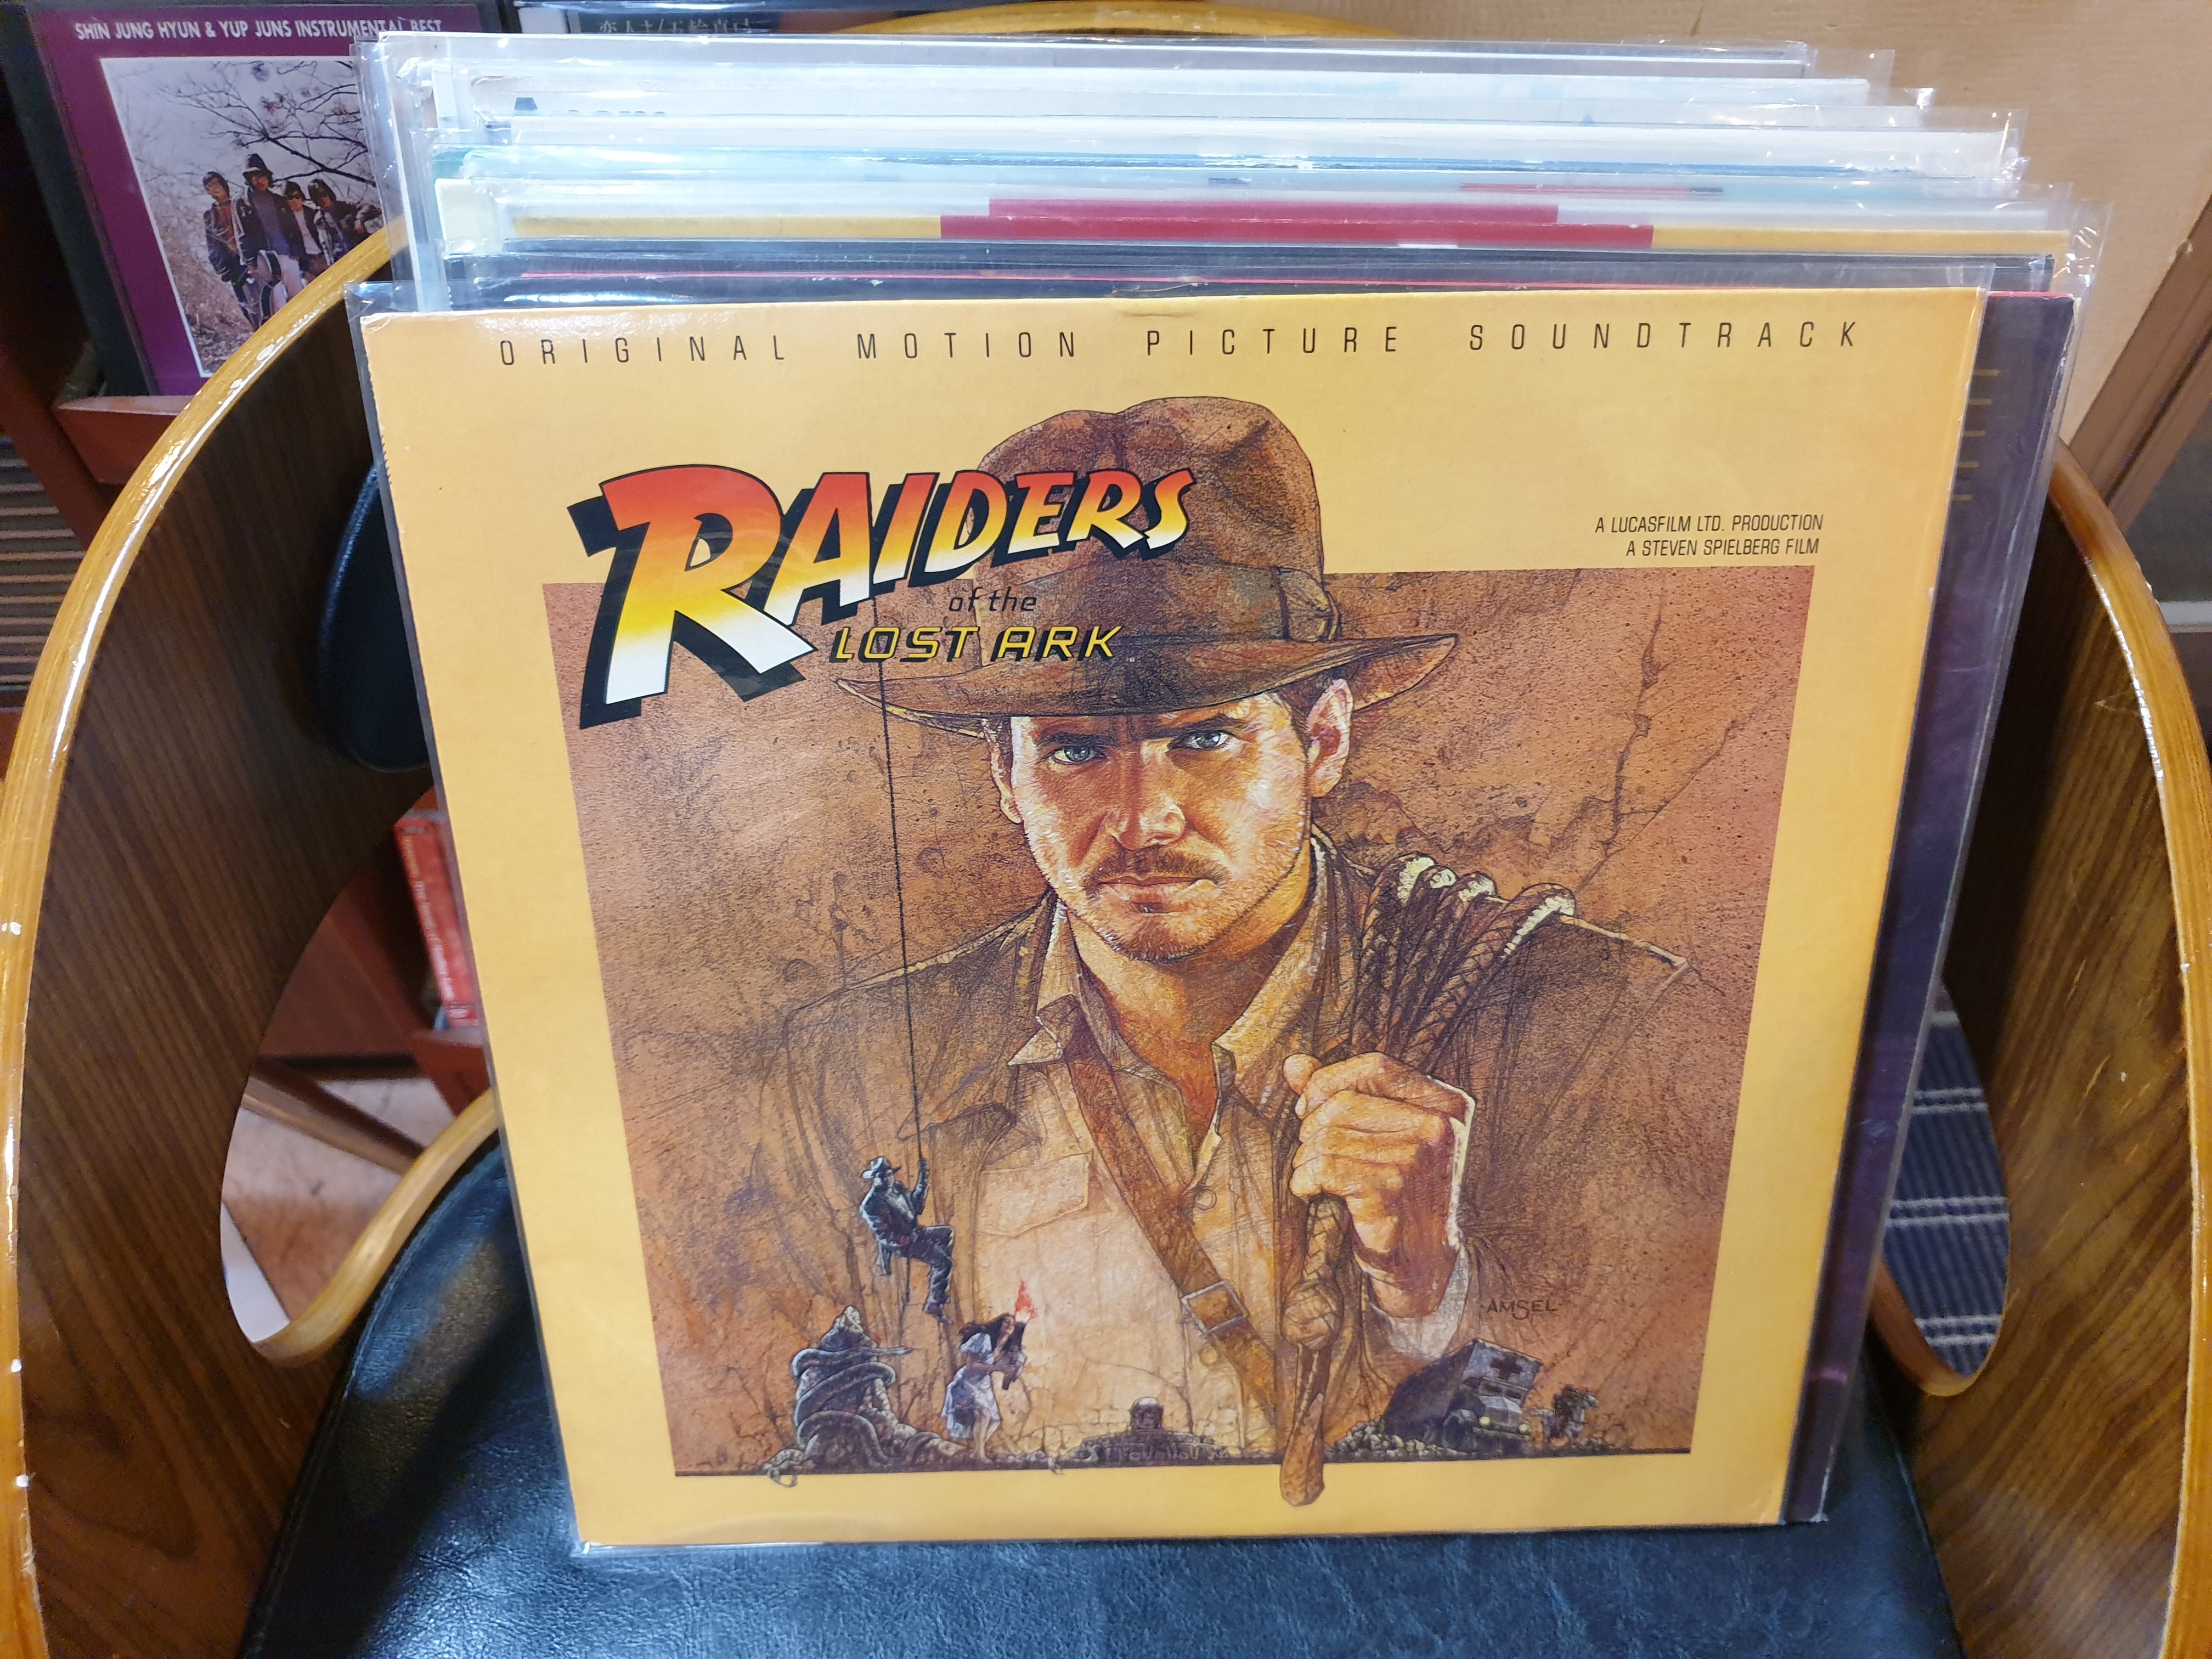 SHIN JUNG HYUN & YUP JUNS INSTRUMENTAL BEST
ORIGINAL MOTION PICTURE SOUNDTRACK
RAIDERS
of the
LOST ARK
A LUCASFILM LTD. PRODUCTION
A STEVEN SPIELBERG FILM
AMSEL